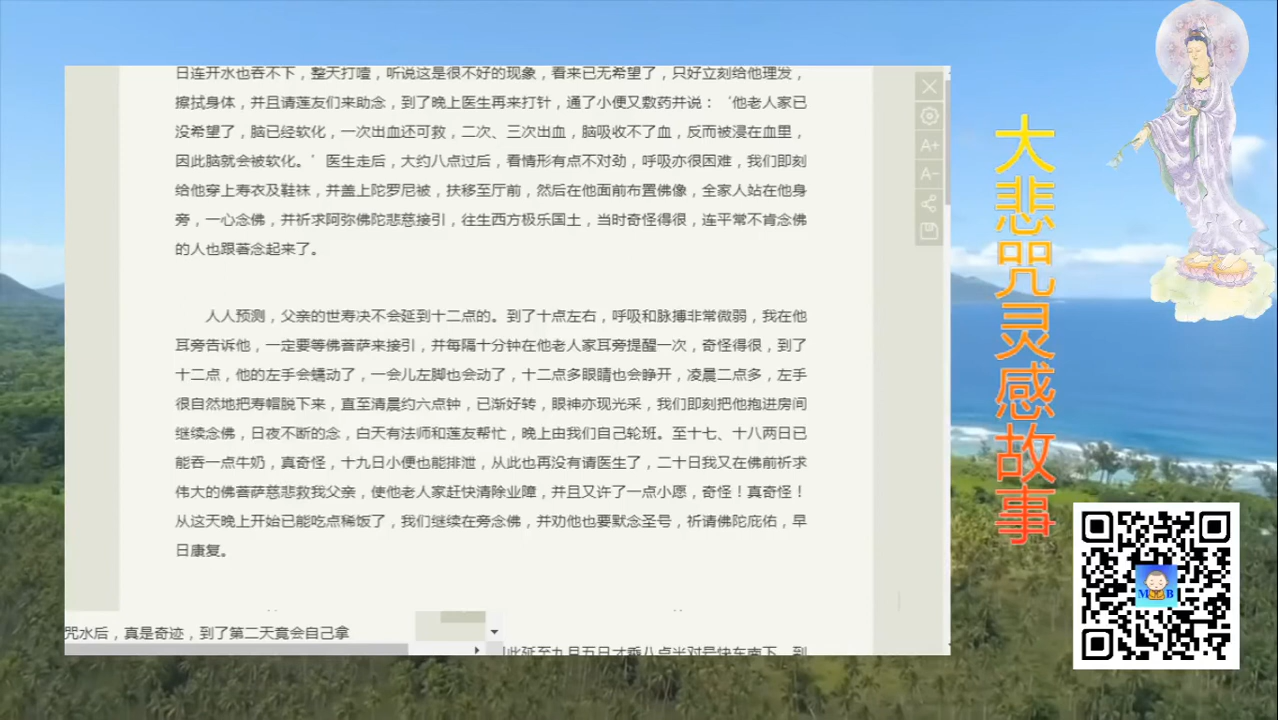 日连开水也吞不下，整天打嗝，听说这是很不好的现象，看来已无希望了，只好立刻给他理发，
擦拭身体，并且请莲友们来助念，到了晚上医生再来打针，通了小便又敷药并说：‘他老人家已
没希望了，脑已经软化，一次出血还可救，二次、三次出血，脑吸收不了血，反而被浸在血里，
因此脑就会被软化。’医生走后，大约八点过后，看情形有点不对劲，呼吸亦很困难，我们即刻
给他穿上寿衣及鞋袜，并盖上陀罗尼被，扶移至厅前，然后在他面前布置佛像，全家人站在他身
旁，一心念佛，并祈求阿弥佛陀悲慈接引，往生西方极乐国土，当时奇怪得很，连平常不肯念佛
的人也跟著念起来了。
人人预测，父亲的世寿决不会延到十二点的。到了十点左右，呼吸和脉搏非常微弱，我在他
耳旁告诉他，一定要等佛菩萨来接引，并每隔十分钟在他老人家耳旁提醒一次，奇怪得很，到了
十二点，他的左手会蠕动了，一会儿左脚也会动了，十二点多眼睛也会睁开，凌晨二点多，左手
很自然地把寿帽脱下来，直至清晨约六点钟，已渐好转，眼神亦现光采，我们即刻把他抱进房间
继续念佛，日夜不断的念，白天有法师和莲友帮忙，晚上由我们自己轮班。至十七、十八两日已
能吞一点牛奶，真奇怪，十九日小便也能排泄，从此也再没有请医生了，二十日我又在佛前祈求
伟大的佛菩萨慈悲救我父亲，使他老人家赶快清除业障，并且又许了一点小愿，奇怪！真奇怪！
从这天晚上开始已能吃点稀饭了，我们继续在旁念佛，并劝他也要默念圣号，祈请佛陀庇佑，早
日康复。
咒水后，真是奇迹，到了第二天竟会自己拿
此延至九月五日才乘八点半对号快车南下，到
A+
A-
大悲咒灵感故事
M B